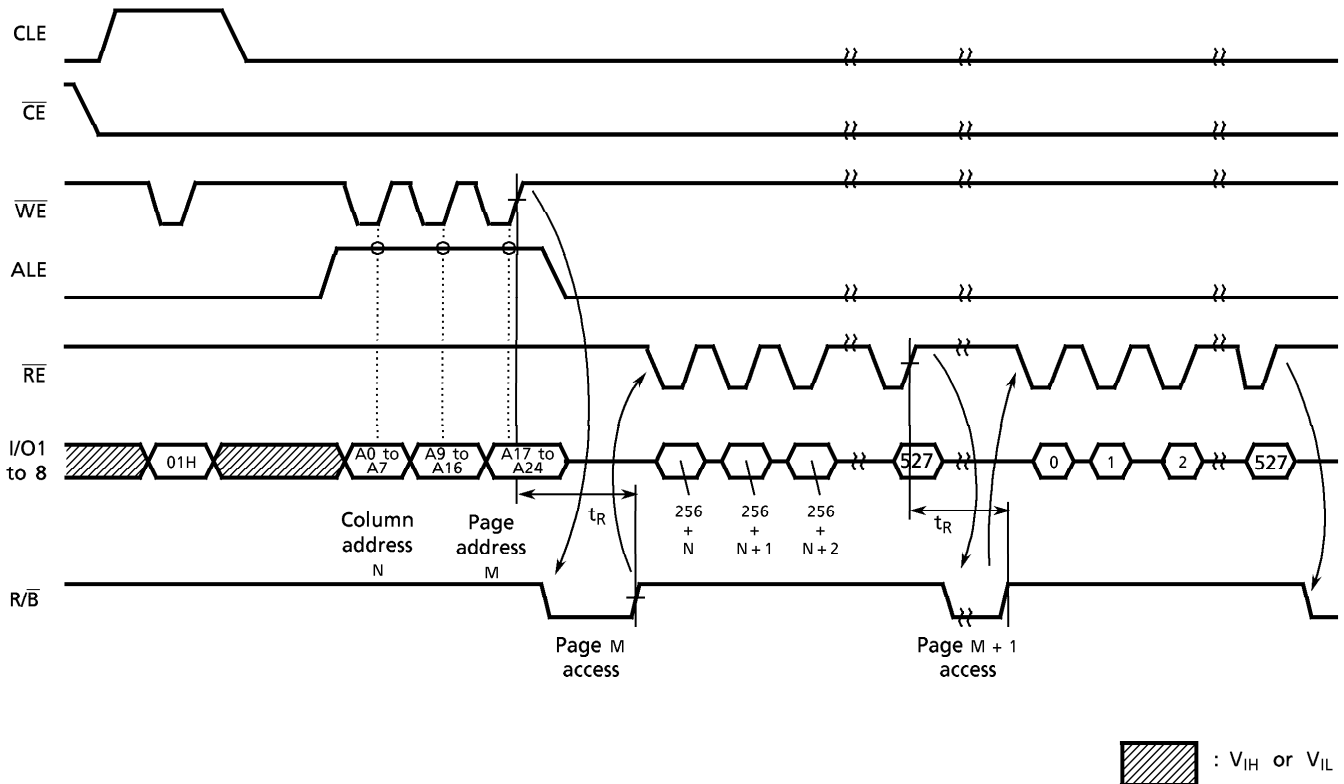 CLE
CE
WE
ALE
RE
I/O1
to 8
01H
A0 to
A7
A9 to
A16
A17 to
A24
527
0
1
2
527
Column
address
N
Page
address
M
tR
256
+
N
256
+
N + 1
256
+
N + 2
tR
R/B
Page M
access
Page M + 1
access
: VIH or VIL